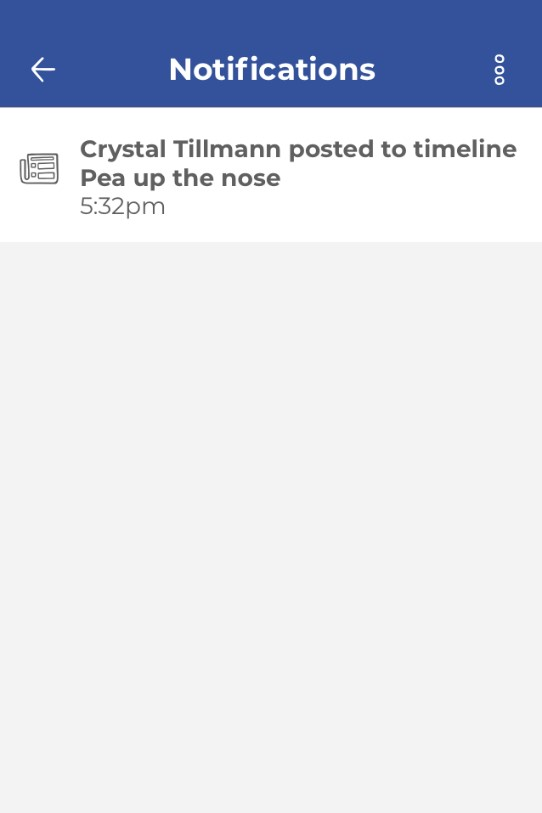 Notifications
Crystal Tillmann posted to timeline
Pea up the nose
5:32pm